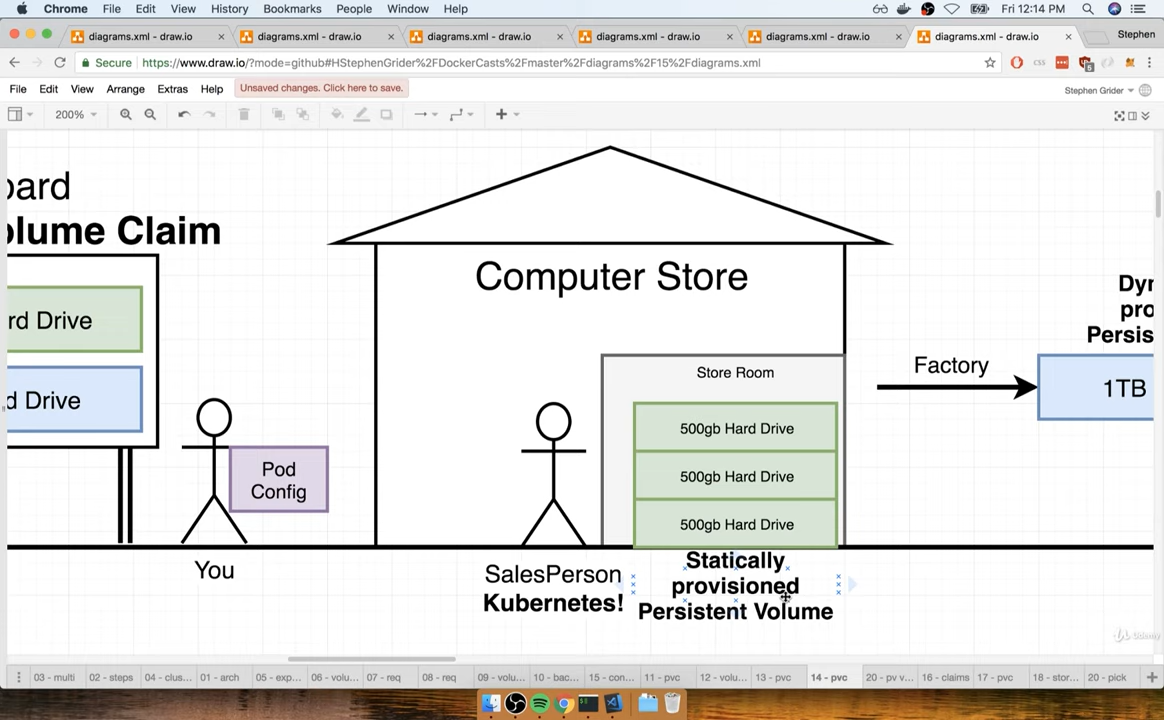 Chrome File Edit View History Bookmarks People Window Help
Fri 12:14 PM
diagrams.xml - draw.io
diagrams.xml - draw.io
diagrams.xml - draw.io
diagrams.xml - draw.io
diagrams.xml - draw.io
diagrams.xml - draw.io
Stephen
Secure https://www.draw.io/?mode=github#HStephenGrider%2FDockerCasts%2Fmaster%2Fdiagrams%2F15%2Fdiagrams.xml
File Edit View Arrange Extras Help
Unsaved changes. Click here to save.
Stephen Grider
200%
oard
olume Claim
rd Drive
d Drive
Pod
Config
You
Computer Store
Store Room
500gb Hard Drive
500gb Hard Drive
500gb Hard Drive
SalesPerson
Kubernetes!
Statically
provisioned
Persistent Volume
Factory
Dyr
pro
Persis
1TB
Udemy
03 - multi 02 - steps 04 - clus... 01 - arch 05 - exp... 06 - volu... 07 - req 08 - req 09 - volu... 10 - bac... 15 - con... 11 - pvc 12 - volu... 13 - pvc 14 - pvc 20 - pv v... 16 - claims 17 - pvc 18 - stor... 20 - pick